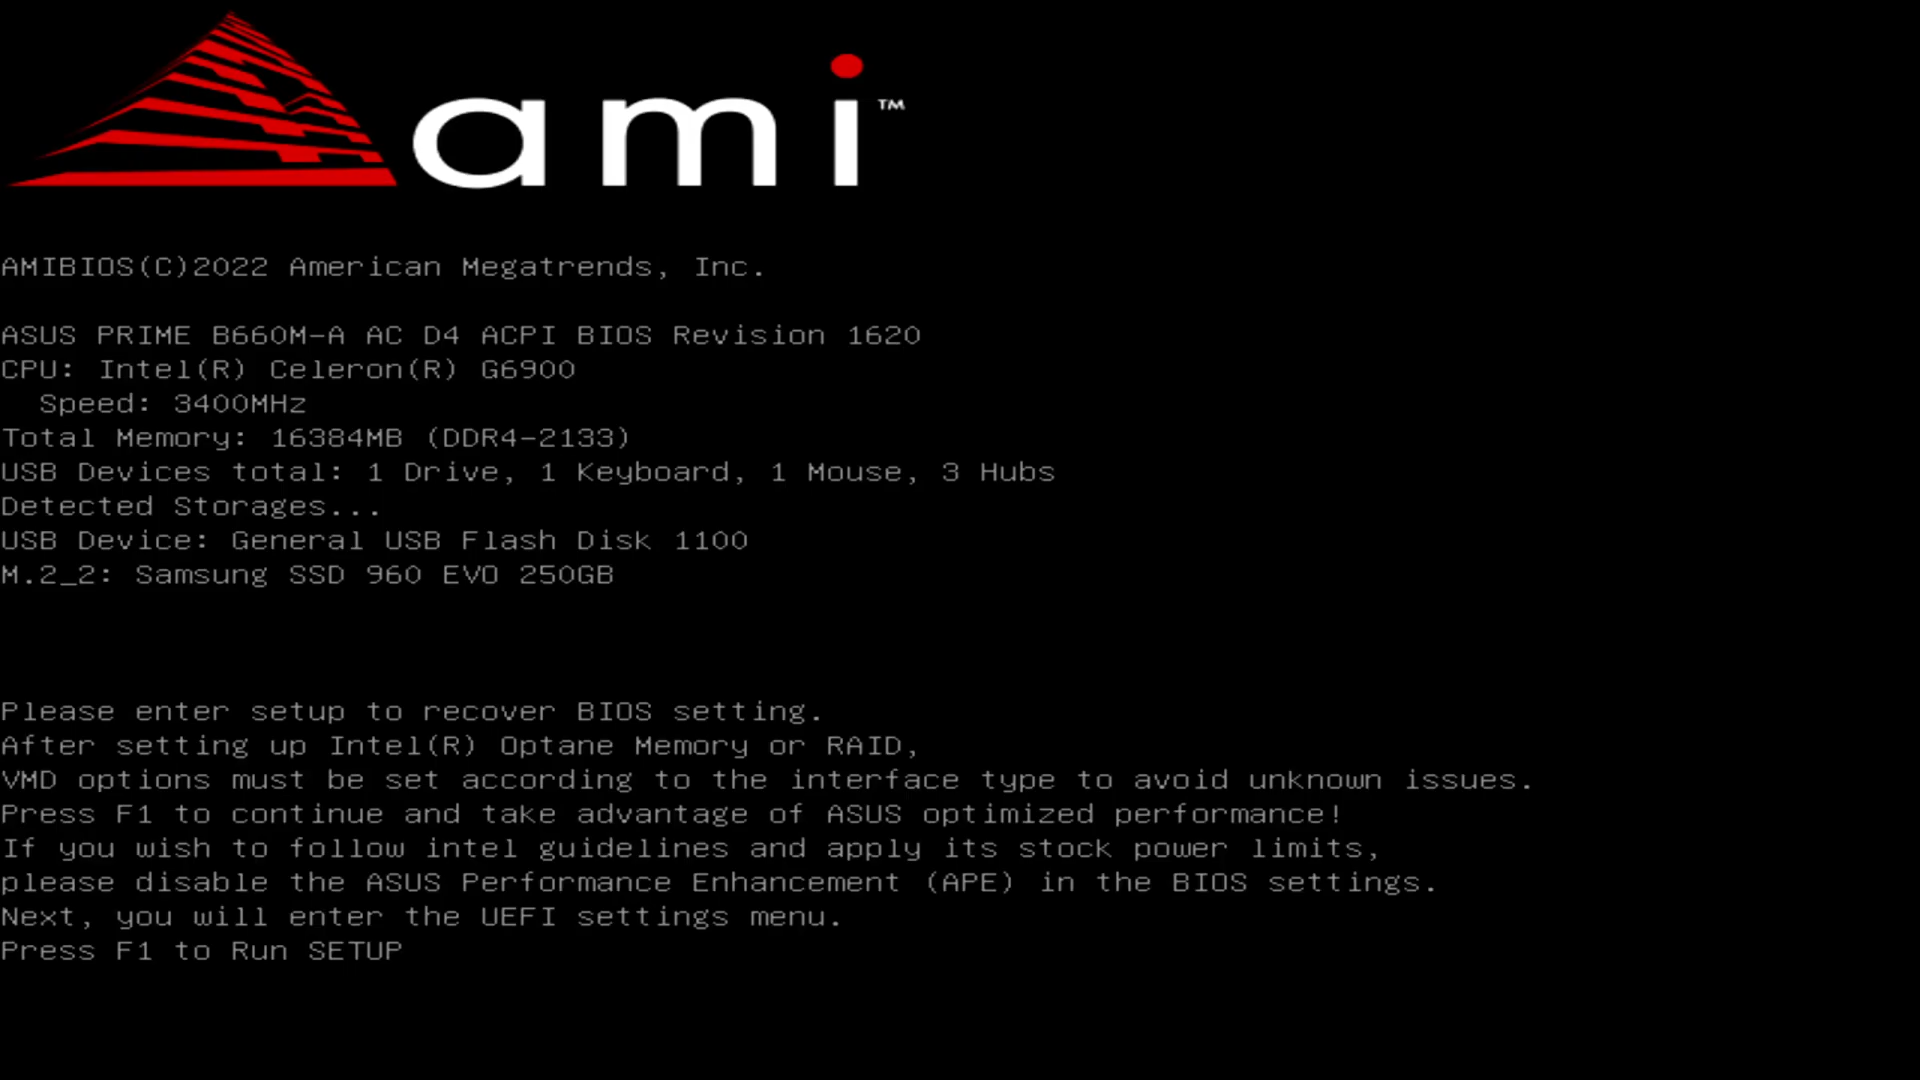 ami™
AMIBIOS(C)2022 American Megatrends, Inc.
ASUS PRIME B660M-A AC D4 ACPI BIOS Revision 1620
CPU: Intel(R) Celeron(R) G6900
Speed: 3400MHz
Total Memory: 16384MB (DDR4-2133)
USB Devices total: 1 Drive, 1 Keyboard, 1 Mouse, 3 Hubs
Detected Storages...
USB Device: General USB Flash Disk 1100
M.2_2: Samsung SSD 960 EVO 250GB
Please enter setup to recover BIOS setting.
After setting up Intel(R) Optane Memory or RAID,
VMD options must be set according to the interface type to avoid unknown issues.
Press F1 to continue and take advantage of ASUS optimized performance!
If you wish to follow intel guidelines and apply its stock power limits,
please disable the ASUS Performance Enhancement (APE) in the BIOS settings.
Next, you will enter the UEFI settings menu.
Press F1 to Run SETUP